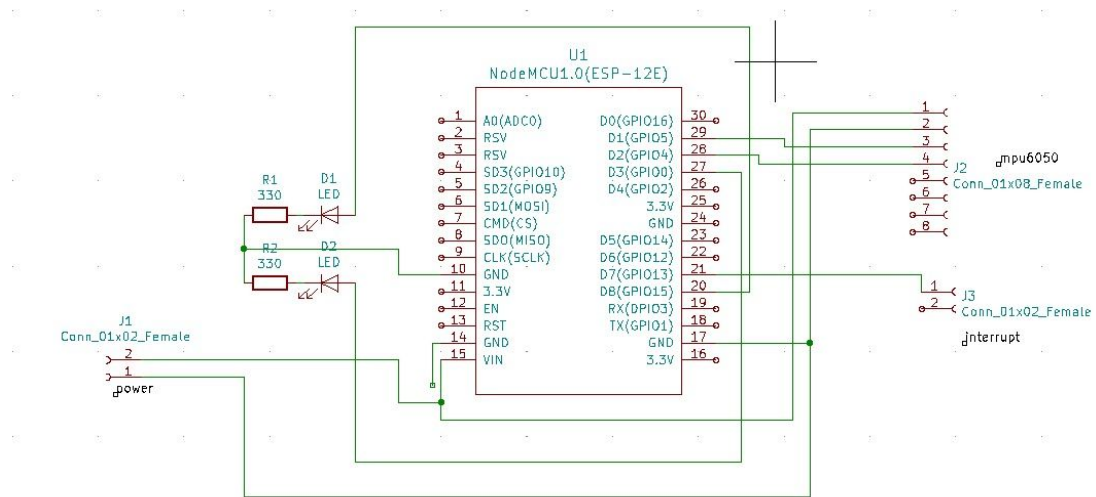 U1
NodeMCU1.0(ESP-12E)
1 A0(ADC0) D0(GPIO16) 30
2 RSV D1(GPIO5) 29
3 RSV D2(GPIO4) 28
4 SD3(GPIO10) D3(GPIO0) 27
5 SD2(GPIO9) D4(GPIO2) 26
6 SD1(MOSI) 3.3V 25
7 CMD(CS) GND 24
8 SD0(MISO) D5(GPIO14) 23
9 CLK(SCLK) D6(GPIO12) 22
10 GND D7(GPIO13) 21
11 3.3V D8(GPIO15) 20
12 EN RX(DPIO3) 19
13 RST TX(GPIO1) 18
14 GND GND 17
15 VIN 3.3V 16
R1
330
D1
LED
R2
330
D2
LED
J1
Conn_01x02_Female
2
1
power
1
2
3
4
5
6
7
8
mpu6050
J2
Conn_01x08_Female
1
2
J3
Conn_01x02_Female
interrupt